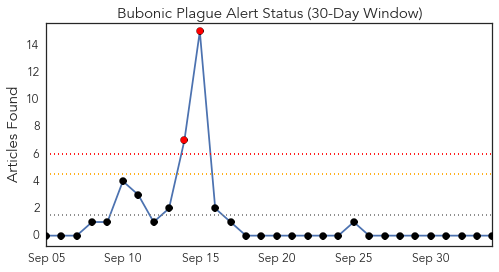 Bubonic Plague Alert Status (30-Day Window)
Articles Found
14
12
10
8
6
4
2
0
Sep 05 Sep 10 Sep 15 Sep 20 Sep 25 Sep 30